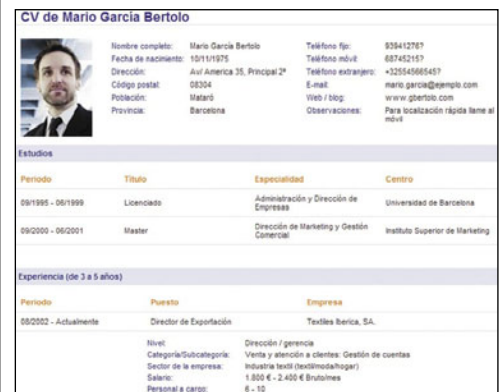 CV de Mario García Bertolo
Nombre completo: Mario García Bertolo
Fecha de nacimiento: 10/11/1975
Dirección: Av/ America 35, Principal 2ª
Código postal: 08304
Población: Mataró
Provincia: Barcelona
Teléfono fijo: 939412767
Teléfono móvil: 687452157
Teléfono extranjero: +325545665457
E-mail: mario.garcia@ejemplo.com
Web / blog: www.gbertolo.com
Observaciones: Para localización rápida llame al
móvil
Estudios
Periodo Título Especialidad Centro
09/1995 - 06/1999 Licenciado Administración y Dirección de
Empresas Universidad de Barcelona
09/2000 - 06/2001 Master Dirección de Marketing y Gestión
Comercial Instituto Superior de Marketing
Experiencia (de 3 a 5 años)
Periodo Puesto Empresa
08/2002 - Actualmente Director de Exportación Textiles Iberica, SA.
Nivel: Dirección / gerencia
Categoría/Subcategoría: Venta y atención a clientes: Gestión de cuentas
Sector de la empresa: Industria textil (textil/moda/hogar)
Salario: 1.800 € - 2.400 € Bruto/mes
Personal a cargo: 6 - 10